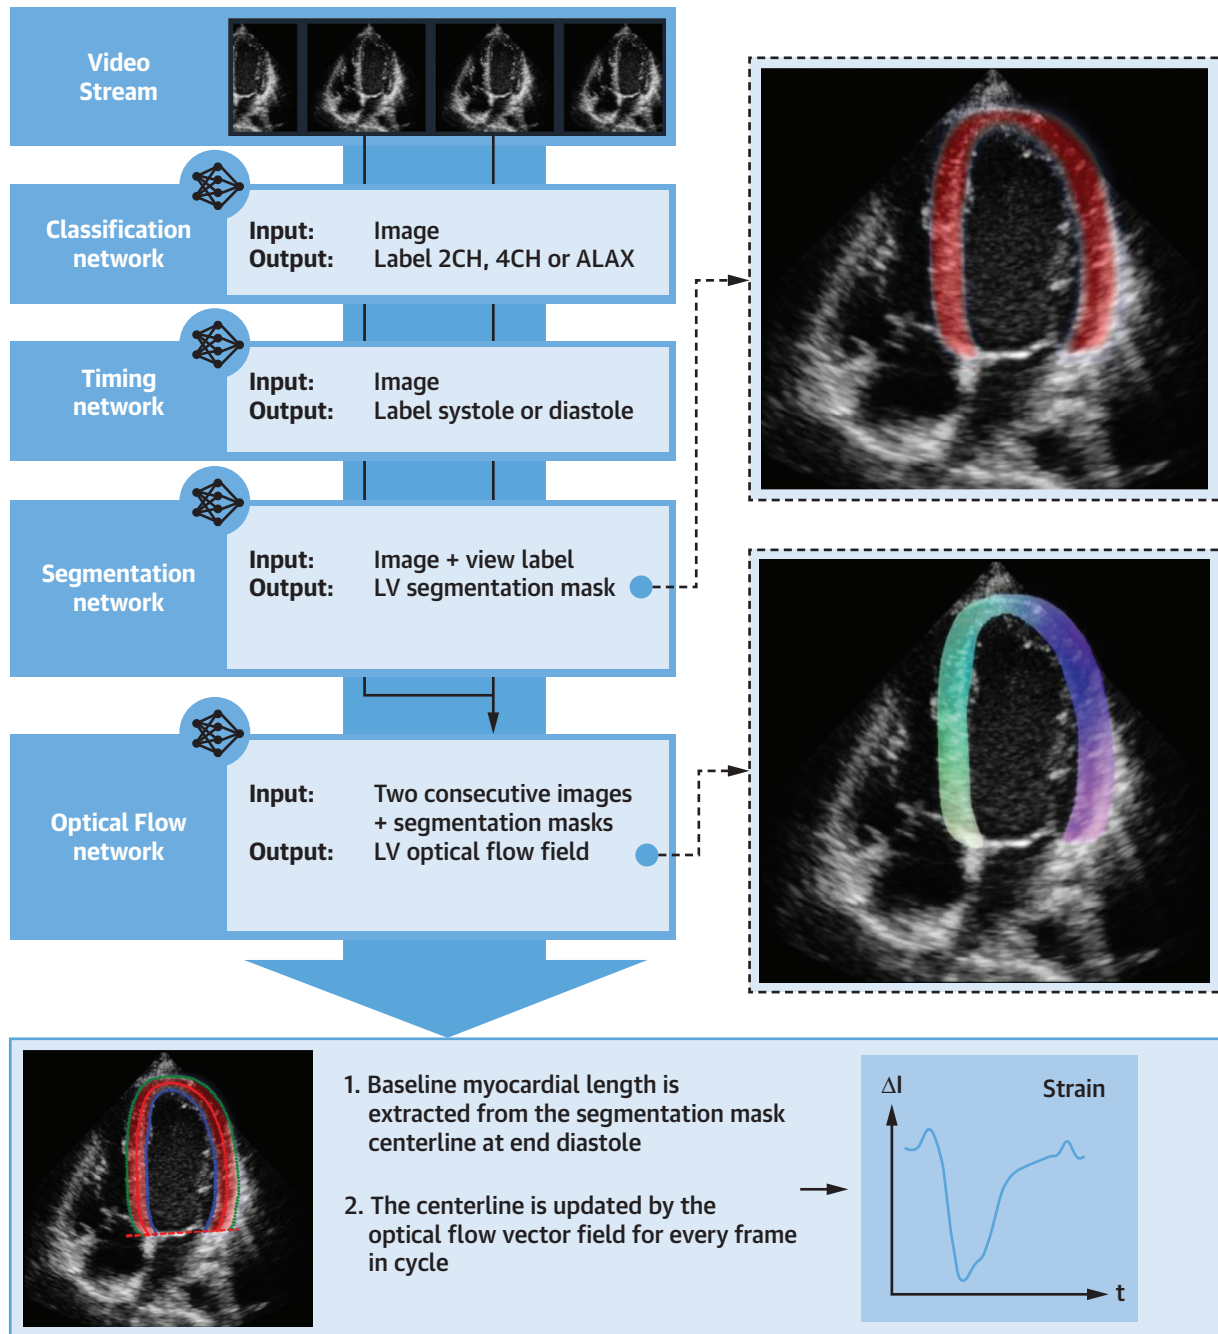 Video
Stream
Classification
network
Input: Image
Output: Label 2CH, 4CH or ALAX
Timing
network
Input: Image
Output: Label systole or diastole
Segmentation
network
Input: Image + view label
Output: LV segmentation mask
Optical Flow
network
Input: Two consecutive images
+ segmentation masks
Output: LV optical flow field
1. Baseline myocardial length is
extracted from the segmentation mask
centerline at end diastole
2. The centerline is updated by the
optical flow vector field for every frame
in cycle
Δl
Strain
t